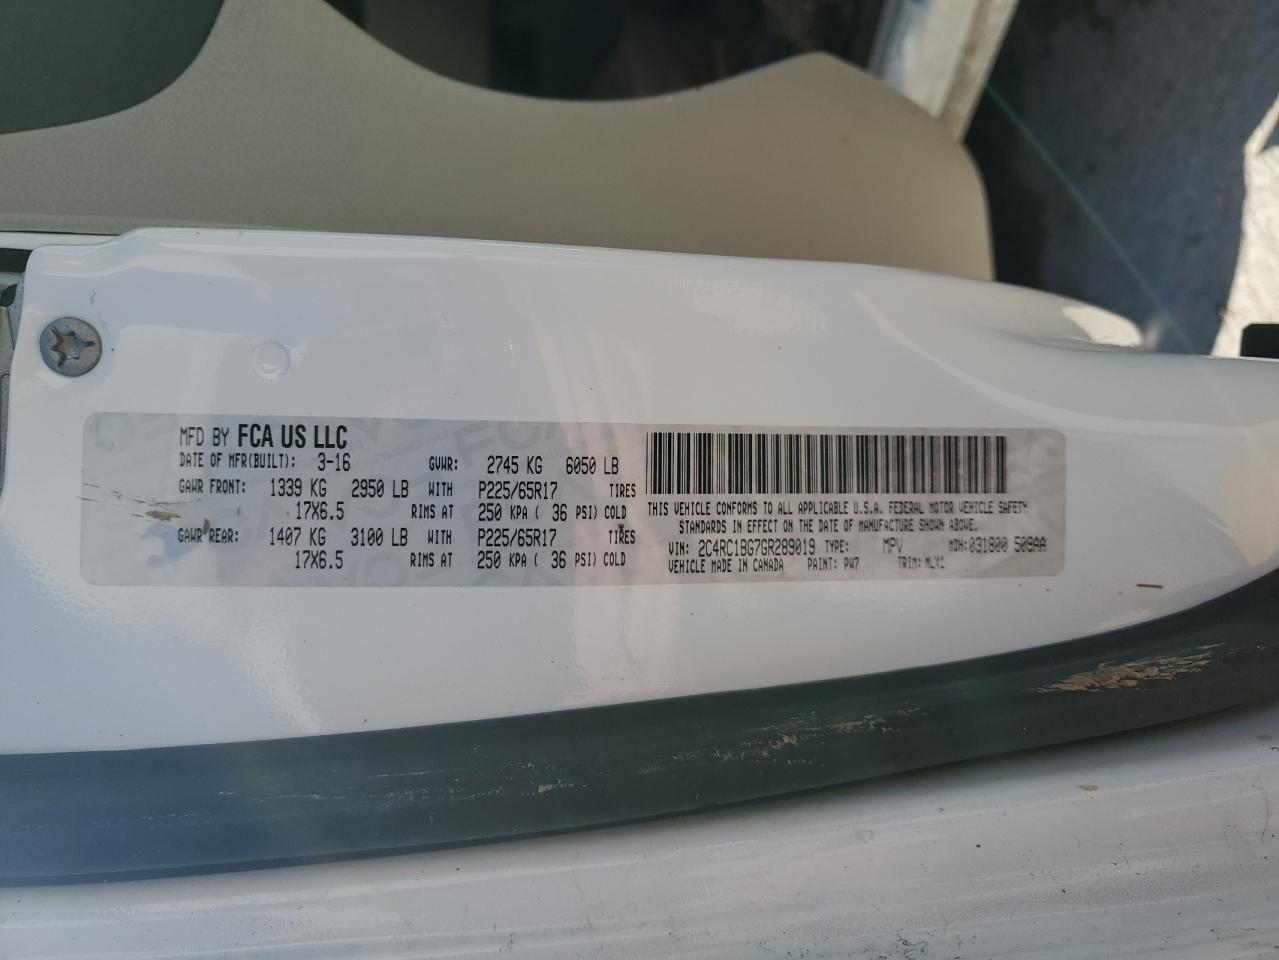 MFD BY FCA US LLC
DATE OF MFR(BUILT): 3-16 GVWR: 2745 KG 6050 LB
GAWR FRONT: 1339 KG 2950 LB WITH P225/65R17 TIRES
17X6.5 RIMS AT 250 KPA ( 36 PSI) COLD
GAWR REAR: 1407 KG 3100 LB WITH P225/65R17 TIRES
17X6.5 RIMS AT 250 KPA ( 36 PSI) COLD
THIS VEHICLE CONFORMS TO ALL APPLICABLE U.S.A. FEDERAL MOTOR VEHICLE SAFETY
STANDARDS IN EFFECT ON THE DATE OF MANUFACTURE SHOWN ABOVE.
VIN: 2C4RC1BG7GR289019 TYPE: MPV MDH: 031800 509AA
VEHICLE MADE IN CANADA PAINT: PW7 TRIM: